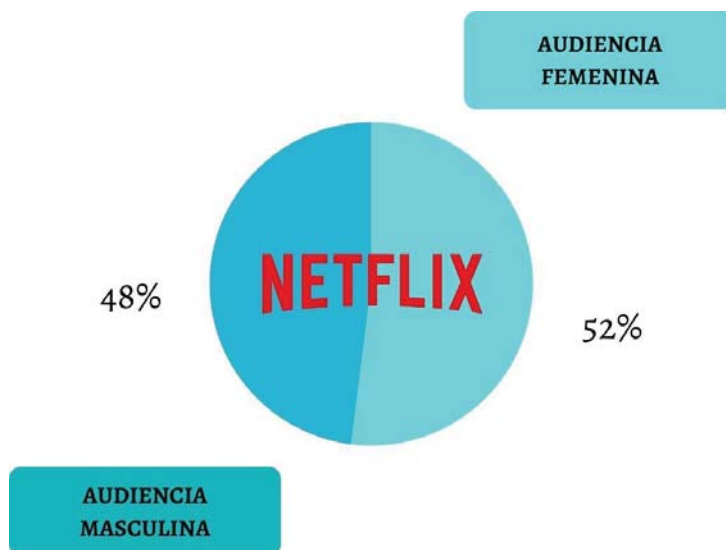 AUDIENCIA
FEMENINA
NETFLIX
48%
52%
AUDIENCIA
MASCULINA